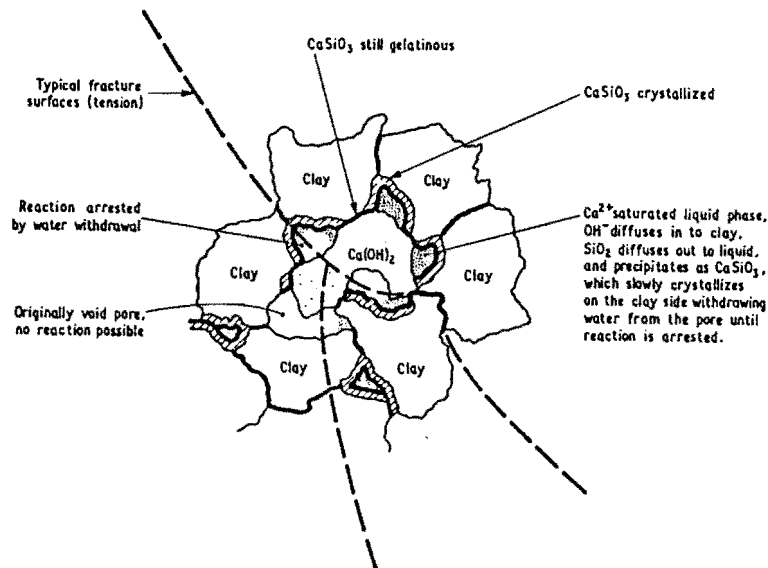 CaSiO3 still gelatinous
Typical fracture
surfaces (tension)
CaSiO3 crystallized
Clay
Clay
Reaction arrested
by water withdrawal
Ca2+ saturated liquid phase,
OH− diffuses in to clay,
SiO2 diffuses out to liquid,
and precipitates as CaSiO3,
which slowly crystallizes
on the clay side withdrawing
water from the pore until
reaction is arrested.
Ca(OH)2
Clay
Clay
Originally void pore,
no reaction possible
Clay
Clay